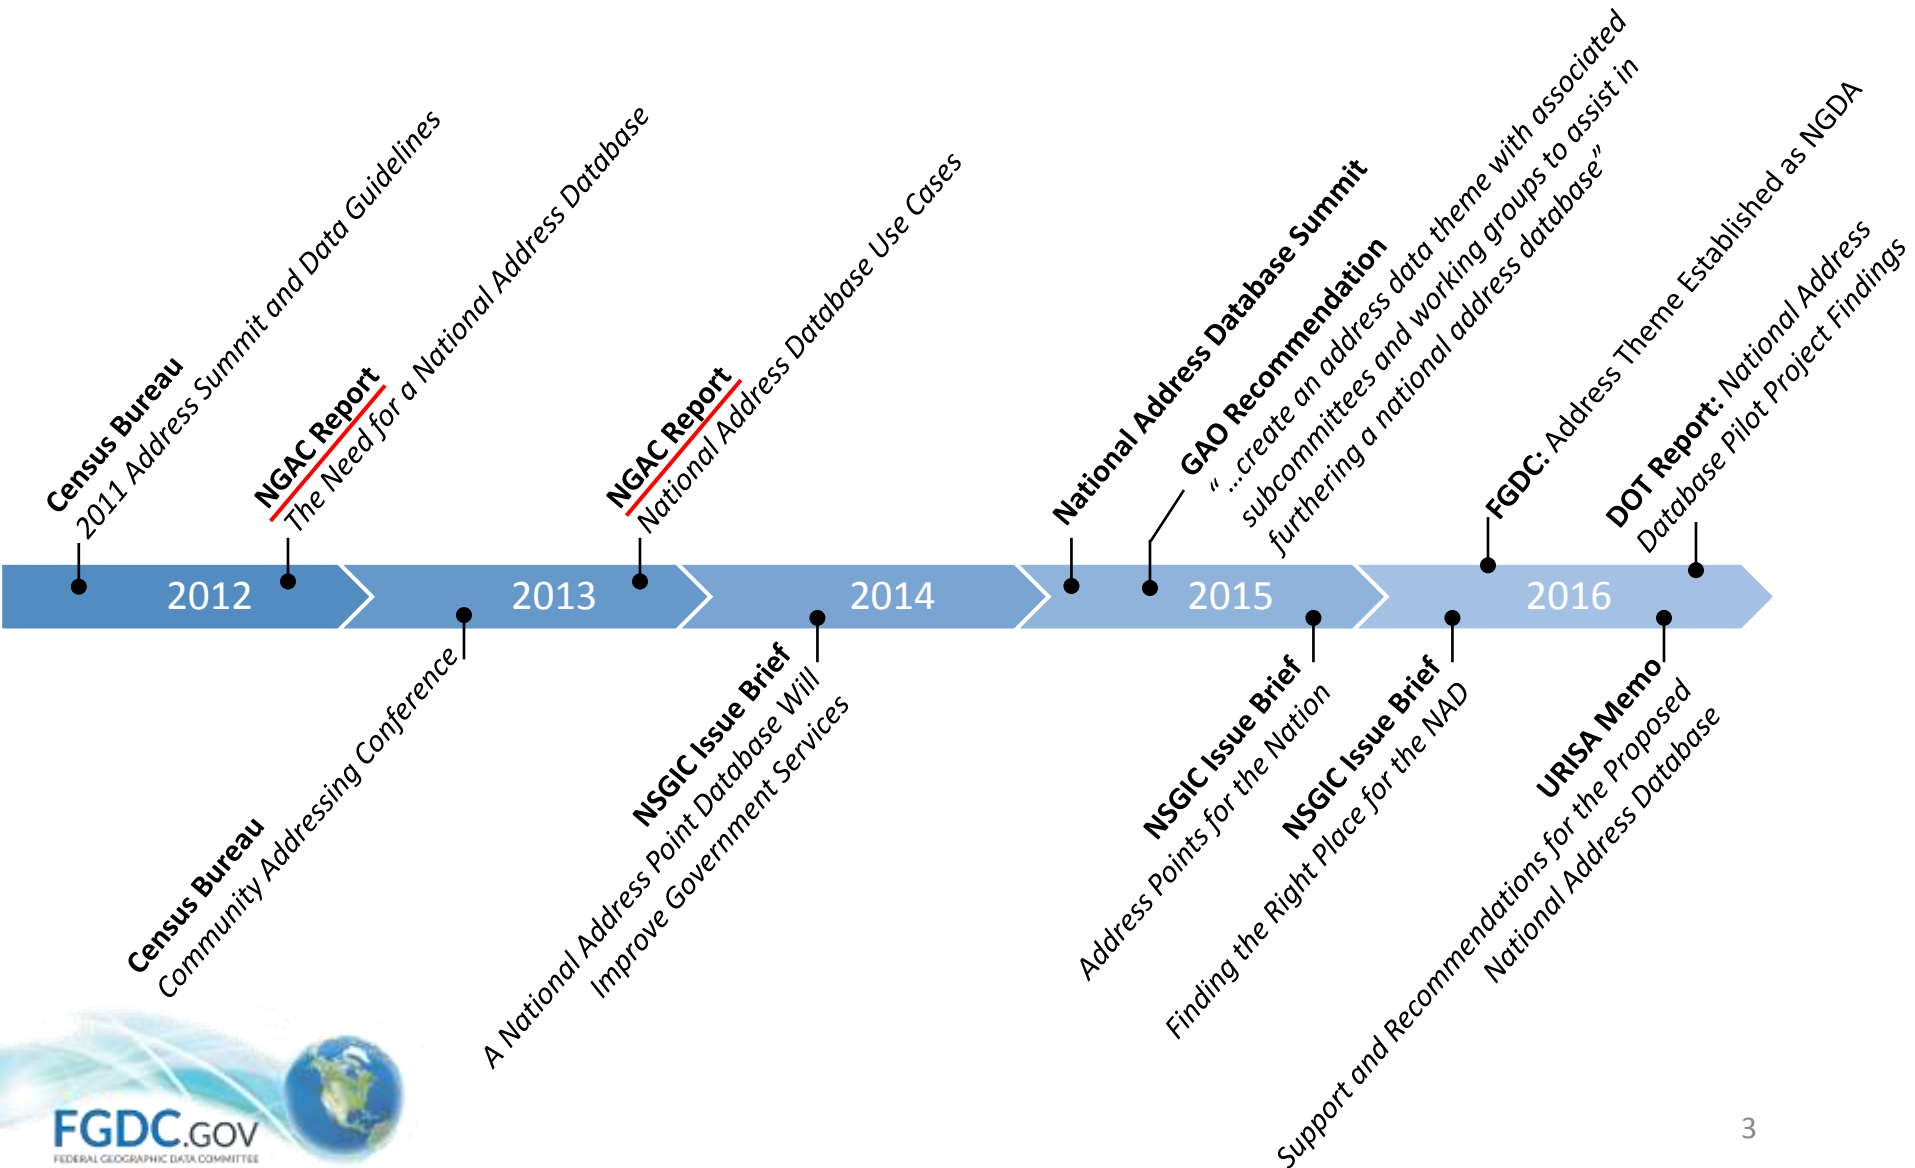 Census Bureau
2011 Address Summit and Data Guidelines
NGAC Report
The Need for a National Address Database
NGAC Report
National Address Database Use Cases
National Address Database Summit
GAO Recommendation
“ …create an address data theme with associated
subcommittees and working groups to assist in
furthering a national address database”
FGDC: Address Theme Established as NGDA
DOT Report: National Address
Database Pilot Project Findings
2012
2013
2014
2015
2016
Census Bureau
Community Addressing Conference
NSGIC Issue Brief
A National Address Point Database Will
Improve Government Services
NSGIC Issue Brief
Address Points for the Nation
NSGIC Issue Brief
Finding the Right Place for the NAD
URISA Memo
Support and Recommendations for the Proposed
National Address Database
FGDC.GOV
FEDERAL GEOGRAPHIC DATA COMMITTEE
3